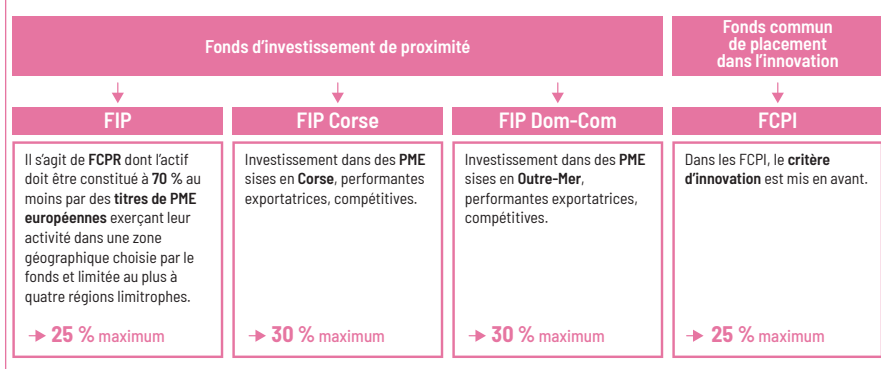 Fonds d'investissement de proximité
Fonds commun
de placement
dans l'innovation
FIP
Il s'agit de FCPR dont l'actif
doit être constitué à 70 % au
moins par des titres de PME
européennes exerçant leur
activité dans une zone
géographique choisie par le
fonds et limitée au plus à
quatre régions limitrophes.
→ 25 % maximum
FIP Corse
Investissement dans des PME
sises en Corse, performantes
exportatrices, compétitives.
→ 30 % maximum
FIP Dom-Com
Investissement dans des PME
sises en Outre-Mer,
performantes exportatrices,
compétitives.
→ 30 % maximum
FCPI
Dans les FCPI, le critère
d'innovation est mis en avant.
→ 25 % maximum